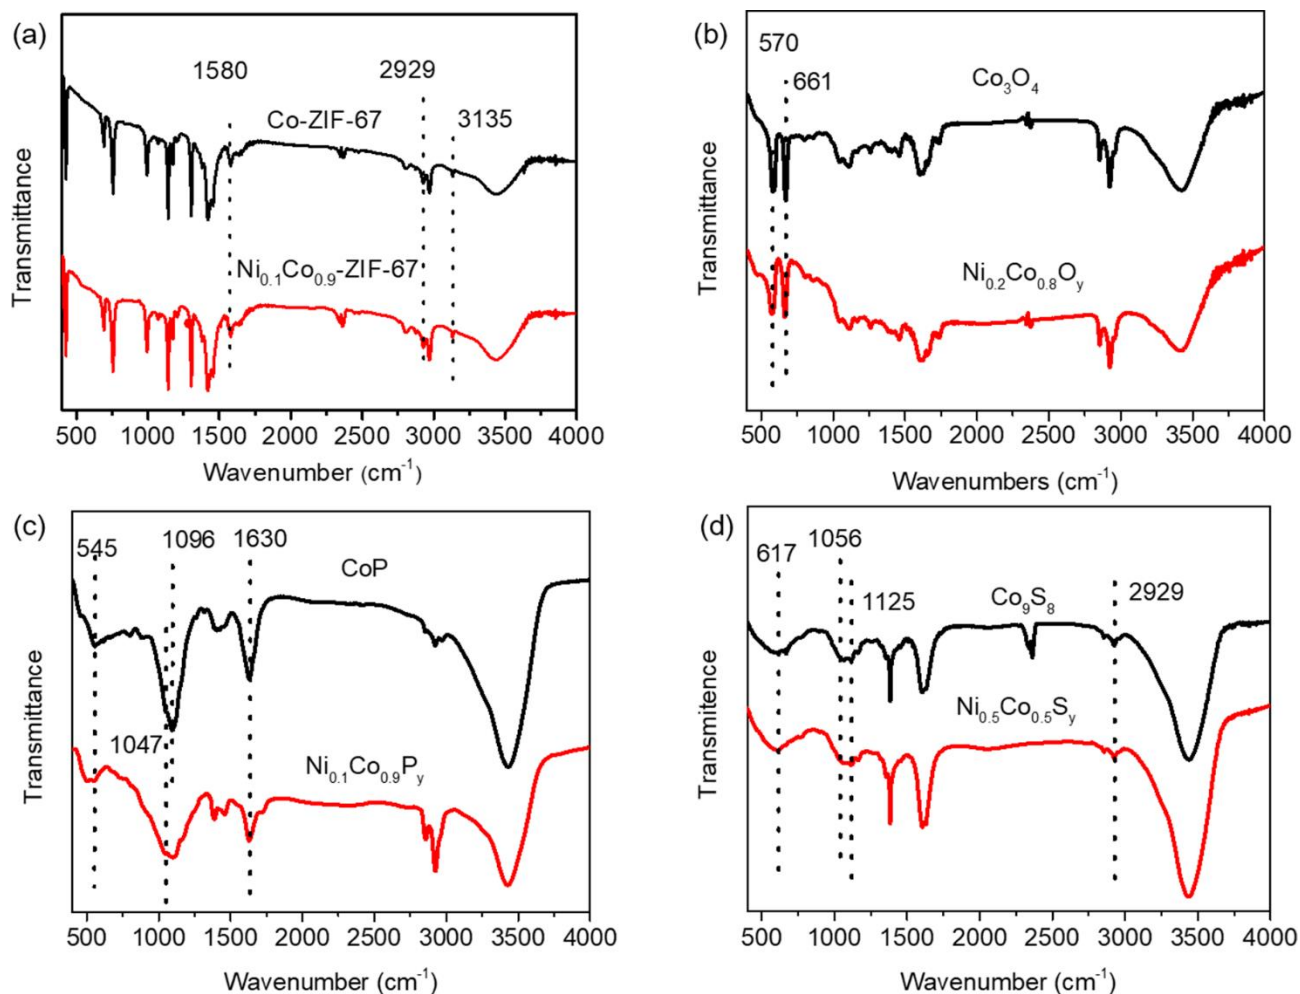 (a)
1580
2929
3135
Co-ZIF-67
Ni0.1Co0.9-ZIF-67
Transmittance
500 1000 1500 2000 2500 3000 3500 4000
Wavenumber (cm-1)
(b)
570
661
Co3O4
Ni0.2Co0.8Oy
Transmittance
500 1000 1500 2000 2500 3000 3500 4000
Wavenumbers (cm-1)
(c)
545
1096
1630
CoP
1047
Ni0.1Co0.9Py
Transmittance
500 1000 1500 2000 2500 3000 3500 4000
Wavenumber (cm-1)
(d)
617
1056
1125
Co9S8
2929
Ni0.5Co0.5Sy
Transmitence
500 1000 1500 2000 2500 3000 3500 4000
Wavenumber (cm-1)